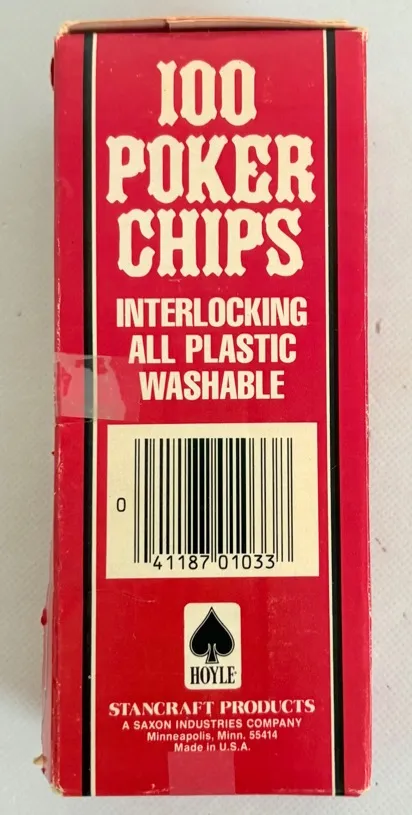 100
POKER
CHIPS
INTERLOCKING
ALL PLASTIC
WASHABLE
0
41187 01033
HOYLE
STANCRAFT PRODUCTS
A SAXON INDUSTRIES COMPANY
Minneapolis, Minn. 55414
Made in U.S.A.